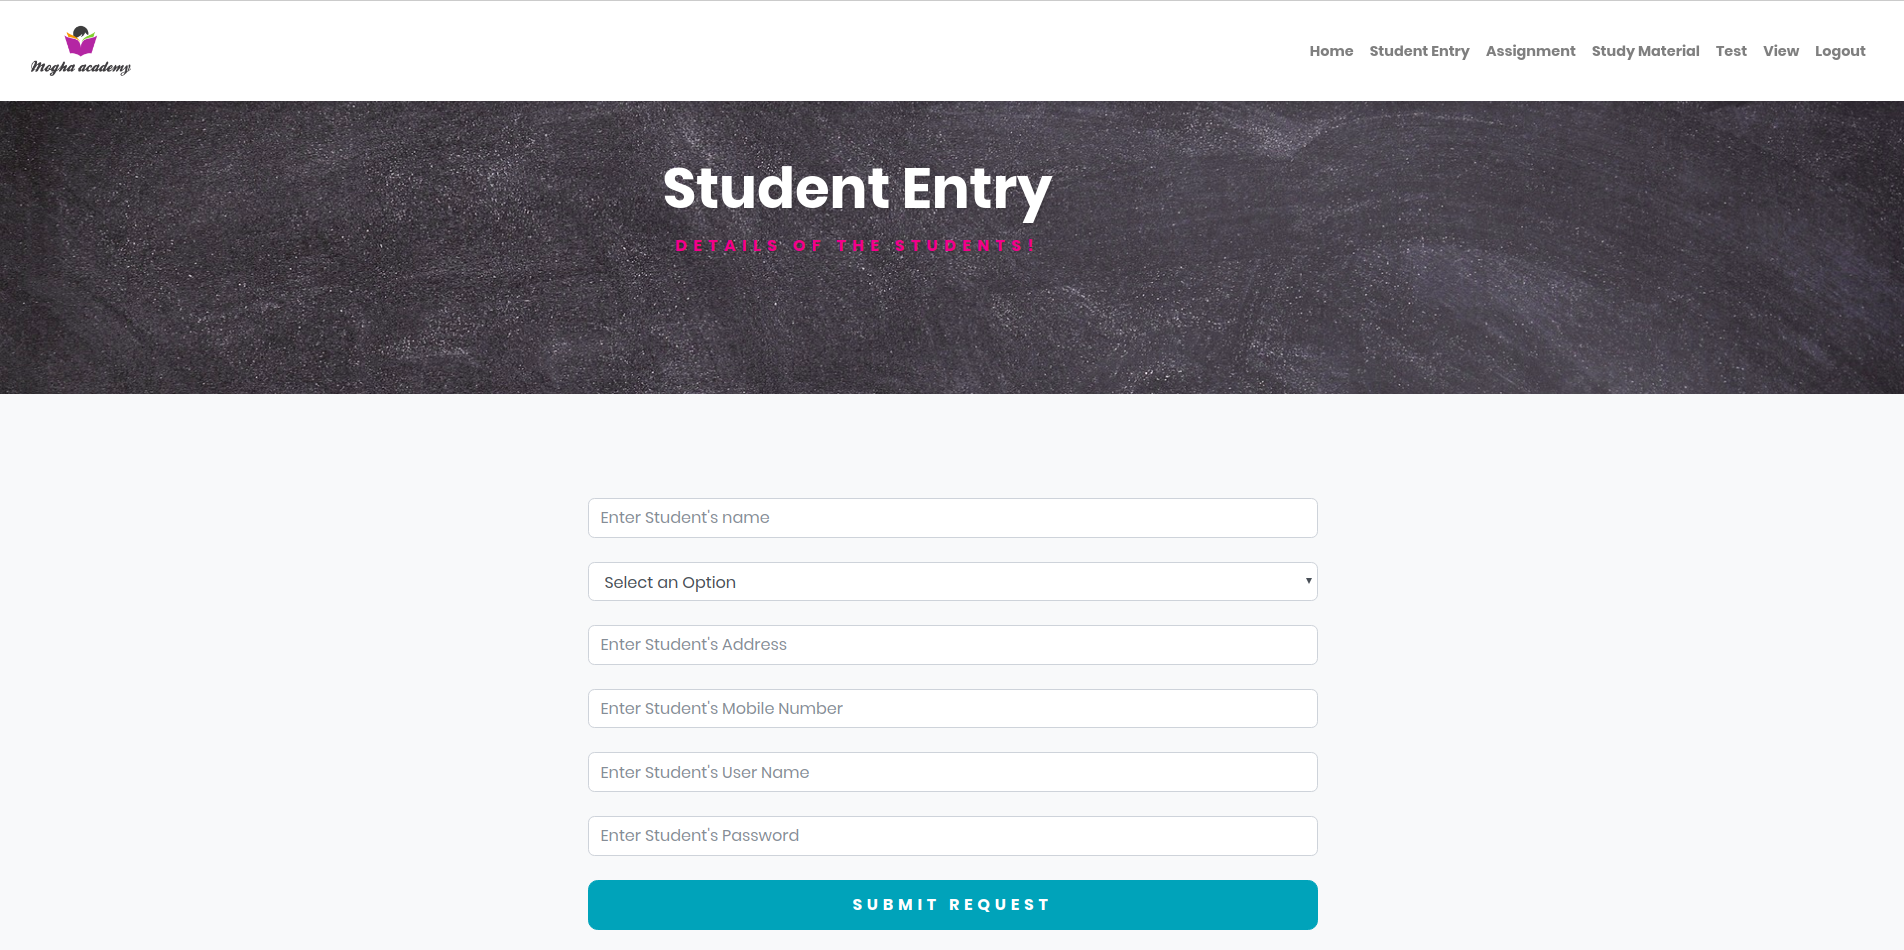 Mogha academy
Home Student Entry Assignment Study Material Test View Logout
Student Entry
DETAILS OF THE STUDENTS!
Enter Student's name
Select an Option
Enter Student's Address
Enter Student's Mobile Number
Enter Student's User Name
Enter Student's Password
SUBMIT REQUEST